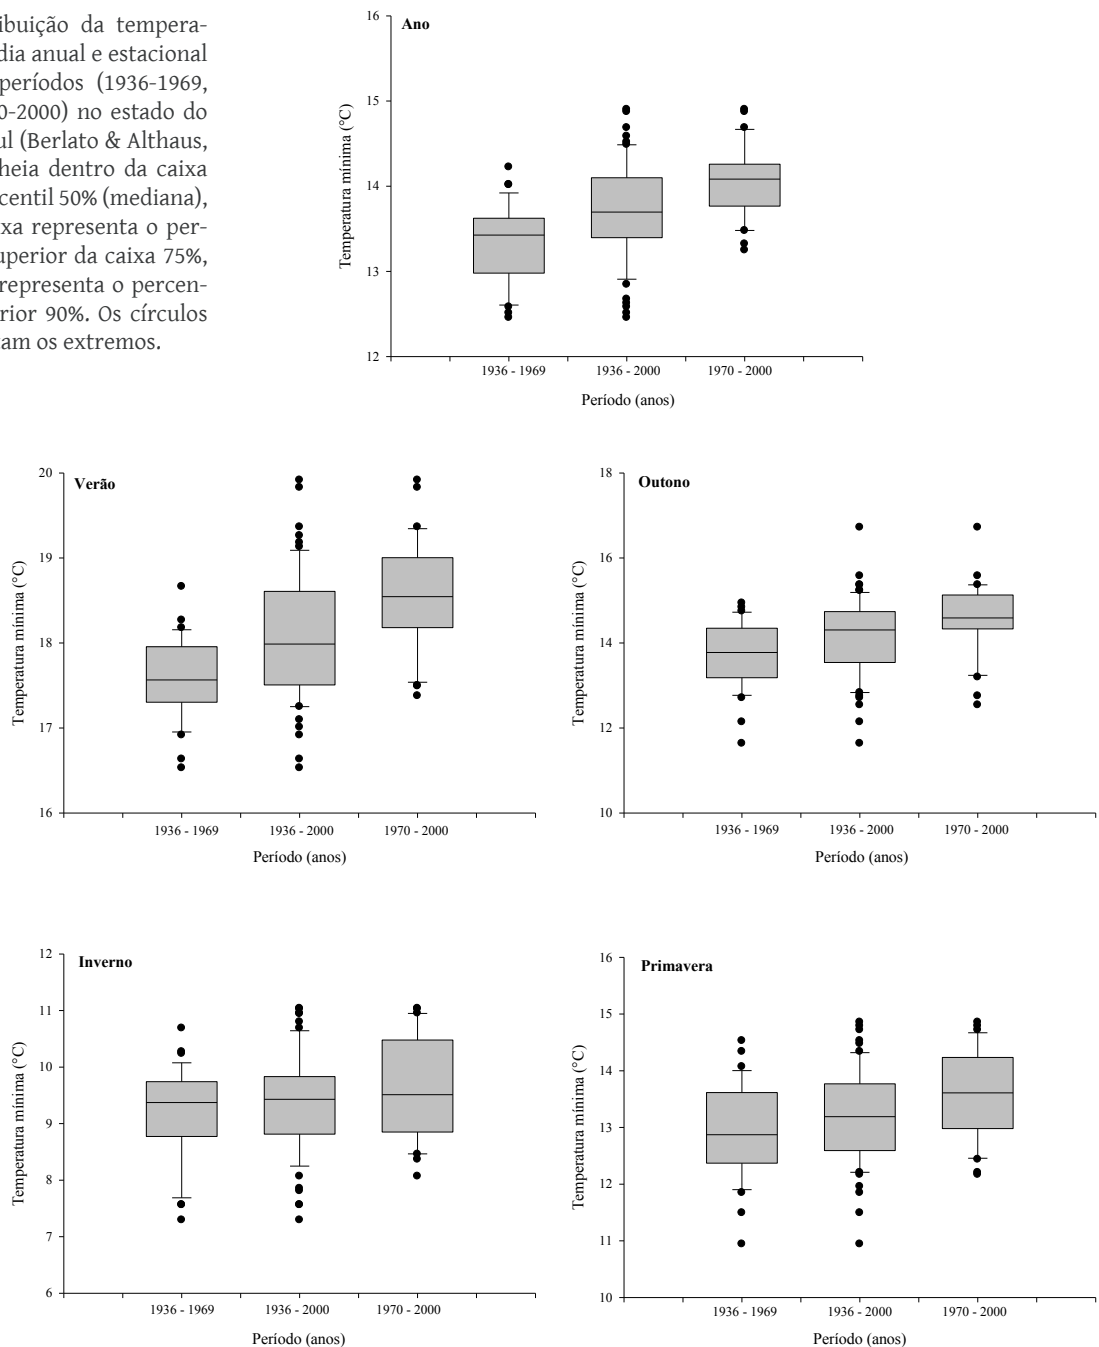 ibuição da tempera-
dia anual e estacional
períodos (1936-1969,
0-2000) no estado do
ul (Berlato & Althaus,
heia dentro da caixa
centil 50% (mediana),
ixa representa o per-
uperior da caixa 75%,
representa o percen-
rior 90%. Os círculos
tam os extremos.
Ano
Temperatura mínima (°C)
16
15
14
13
12
1936 - 1969
1936 - 2000
1970 - 2000
Período (anos)
Verão
Temperatura mínima (°C)
20
19
18
17
16
1936 - 1969
1936 - 2000
1970 - 2000
Período (anos)
Outono
Temperatura mínima (°C)
18
16
14
12
10
1936 - 1969
1936 - 2000
1970 - 2000
Período (anos)
Inverno
Temperatura mínima (°C)
12
11
10
9
8
7
6
1936 - 1969
1936 - 2000
1970 - 2000
Período (anos)
Primavera
Temperatura mínima (°C)
16
15
14
13
12
11
10
1936 - 1969
1936 - 2000
1970 - 2000
Período (anos)